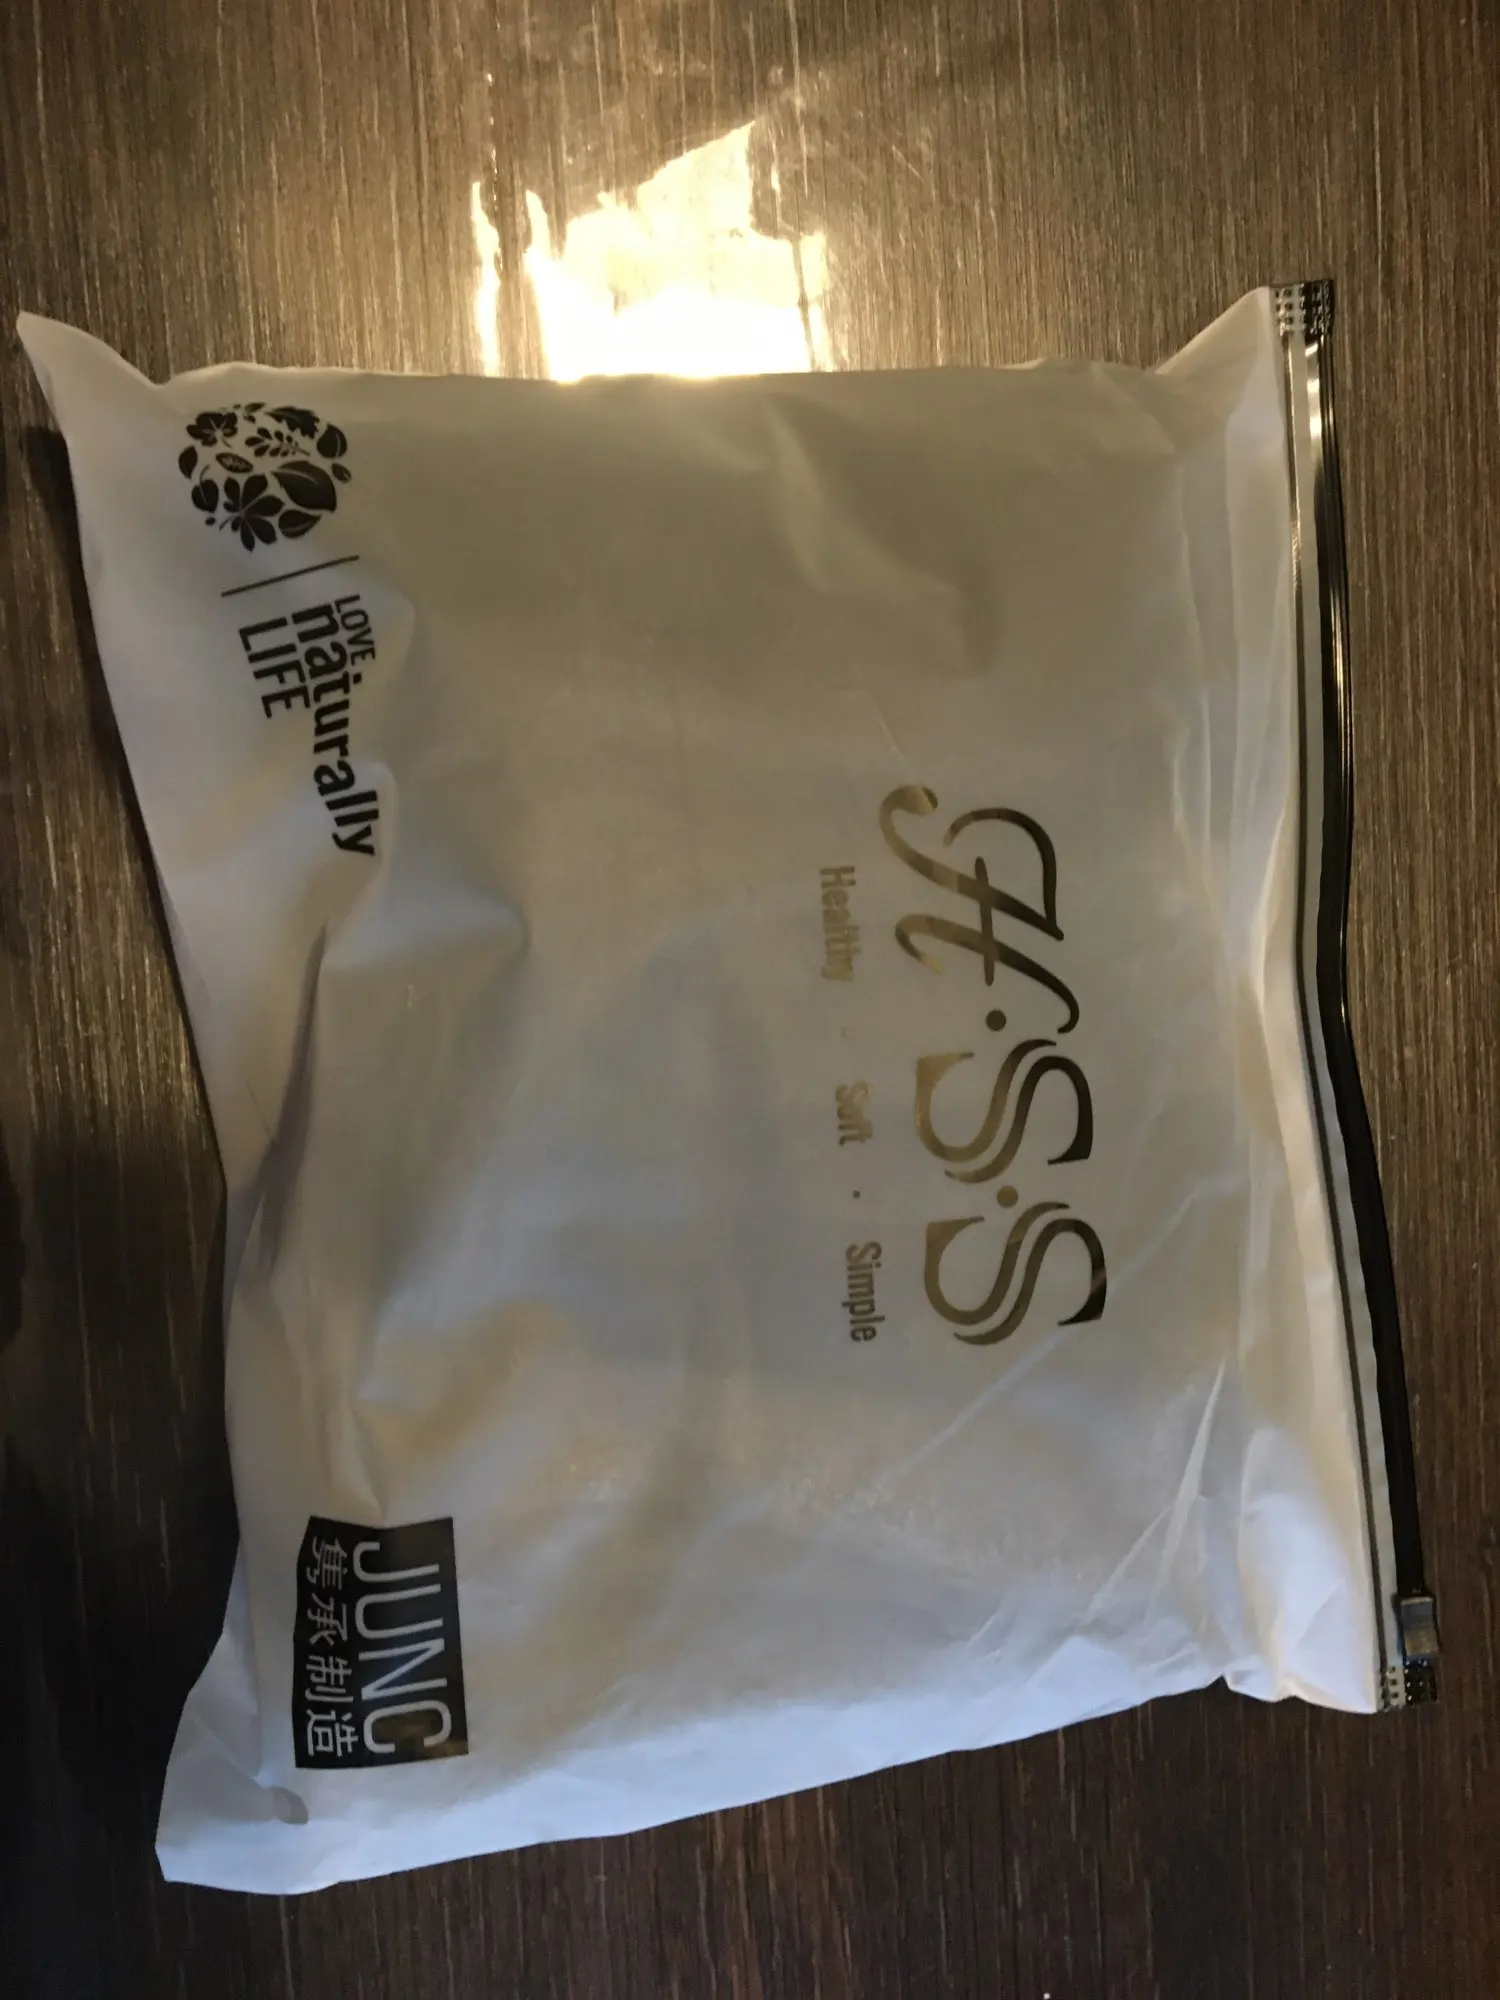 H·S·S
Healthy · Soft · Simple
LOVE
naturally
LIFE
JUNC
隽承制造